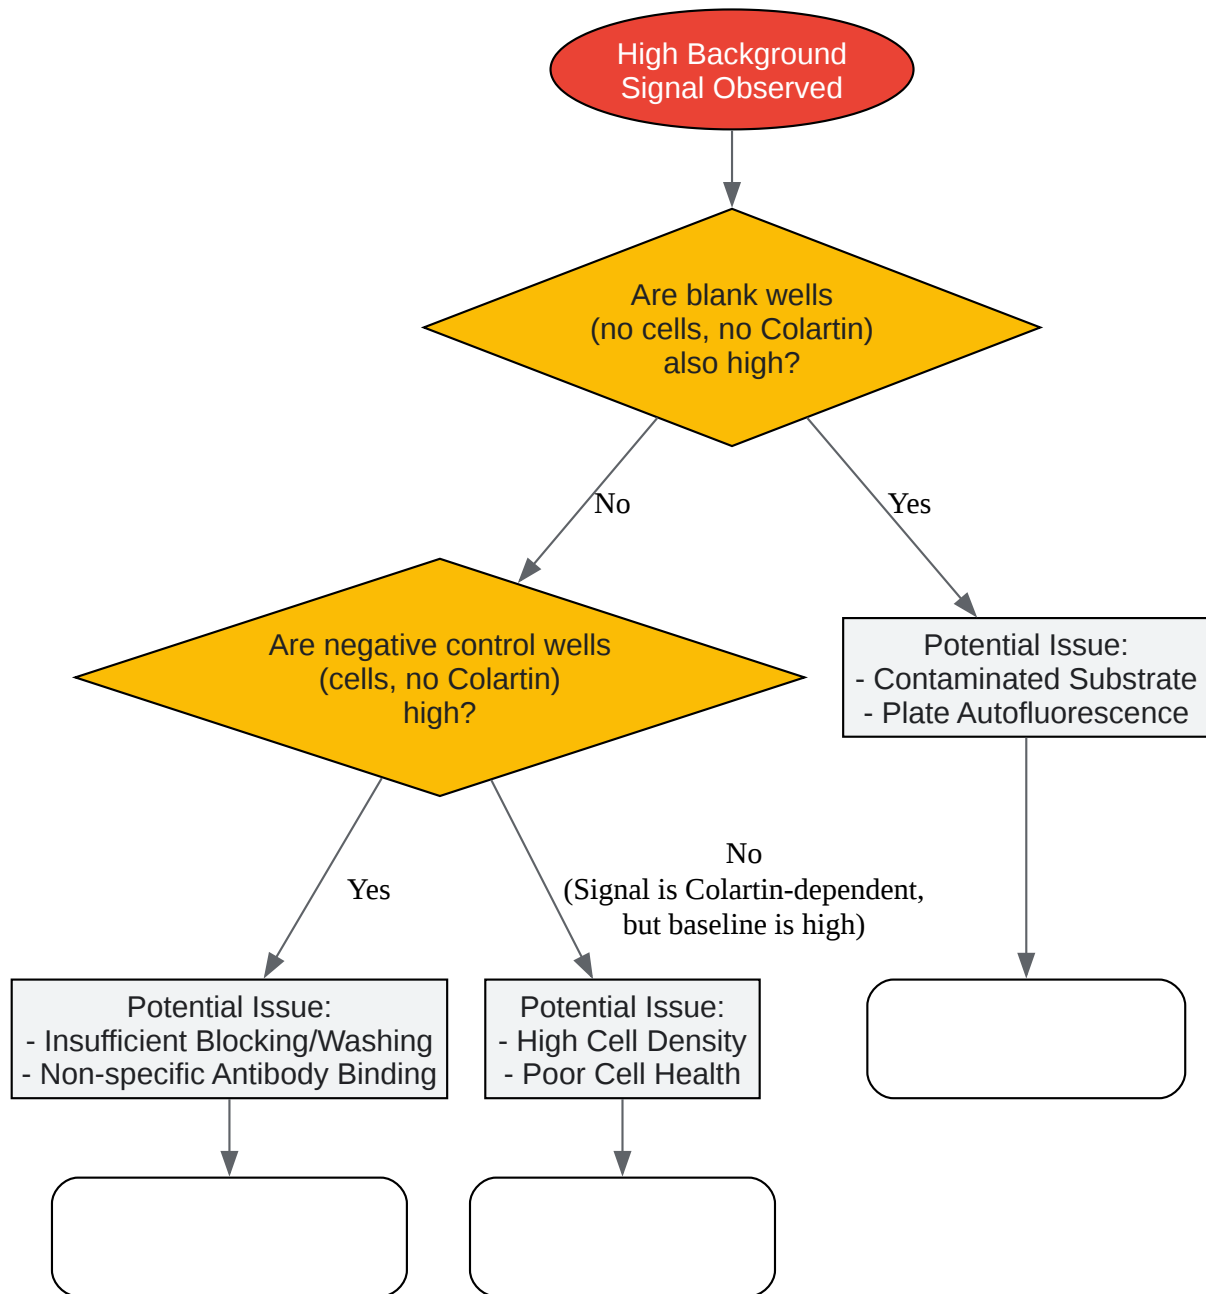 High Background
Signal Observed
Are blank wells
(no cells, no Colartin)
also high?
No
Yes
Are negative control wells
(cells, no Colartin)
high?
Potential Issue:
- Contaminated Substrate
- Plate Autofluorescence
Yes
No
(Signal is Colartin-dependent,
but baseline is high)
Potential Issue:
- Insufficient Blocking/Washing
- Non-specific Antibody Binding
Potential Issue:
- High Cell Density
- Poor Cell Health